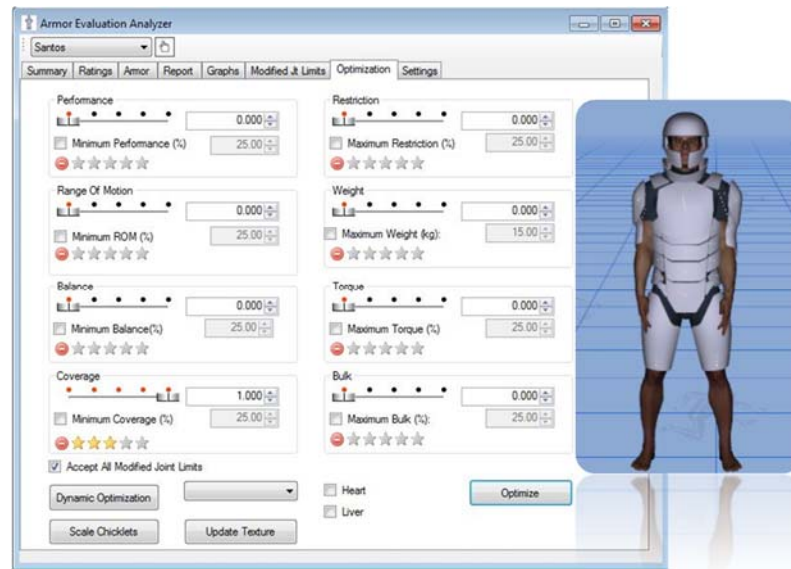 Armor Evaluation Analyzer
Santos
Summary Ratings Armor Report Graphs Modified Jt Limits Optimization Settings
Performance
0.000
Minimum Performance (%) 25.00
Restriction
0.000
Maximum Restriction (%) 25.00
Range Of Motion
0.000
Minimum ROM (%) 25.00
Weight
0.000
Maximum Weight (kg): 15.00
Balance
0.000
Minimum Balance(%) 25.00
Torque
0.000
Maximum Torque (%) 25.00
Coverage
1.000
Minimum Coverage (%) 25.00
Bulk
0.000
Maximum Bulk (%): 25.00
Accept All Modified Joint Limits
Dynamic Optimization
Heart
Optimize
Liver
Scale Chicklets Update Texture